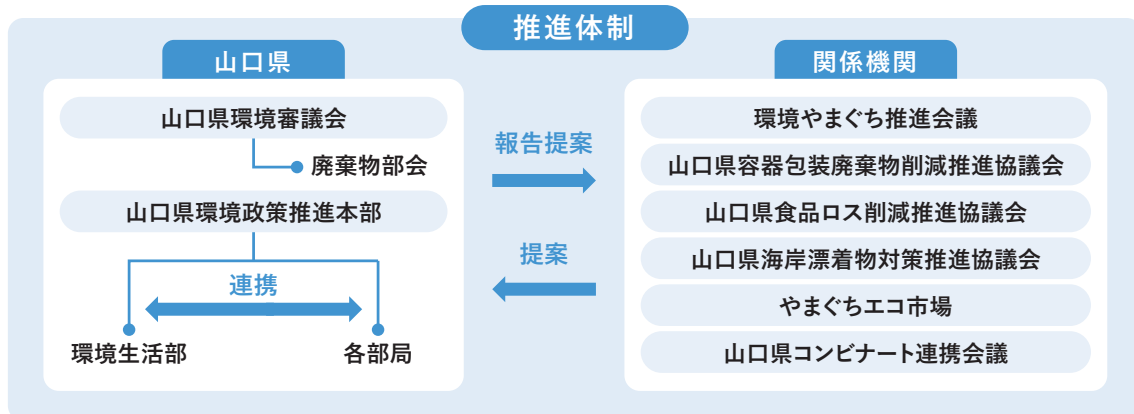 推進体制
山口県
山口県環境審議会
廃棄物部会
山口県環境政策推進本部
連携
環境生活部
各部局
報告提案
提案
関係機関
環境やまぐち推進会議
山口県容器包装廃棄物削減推進協議会
山口県食品ロス削減推進協議会
山口県海岸漂着物対策推進協議会
やまぐちエコ市場
山口県コンビナート連携会議